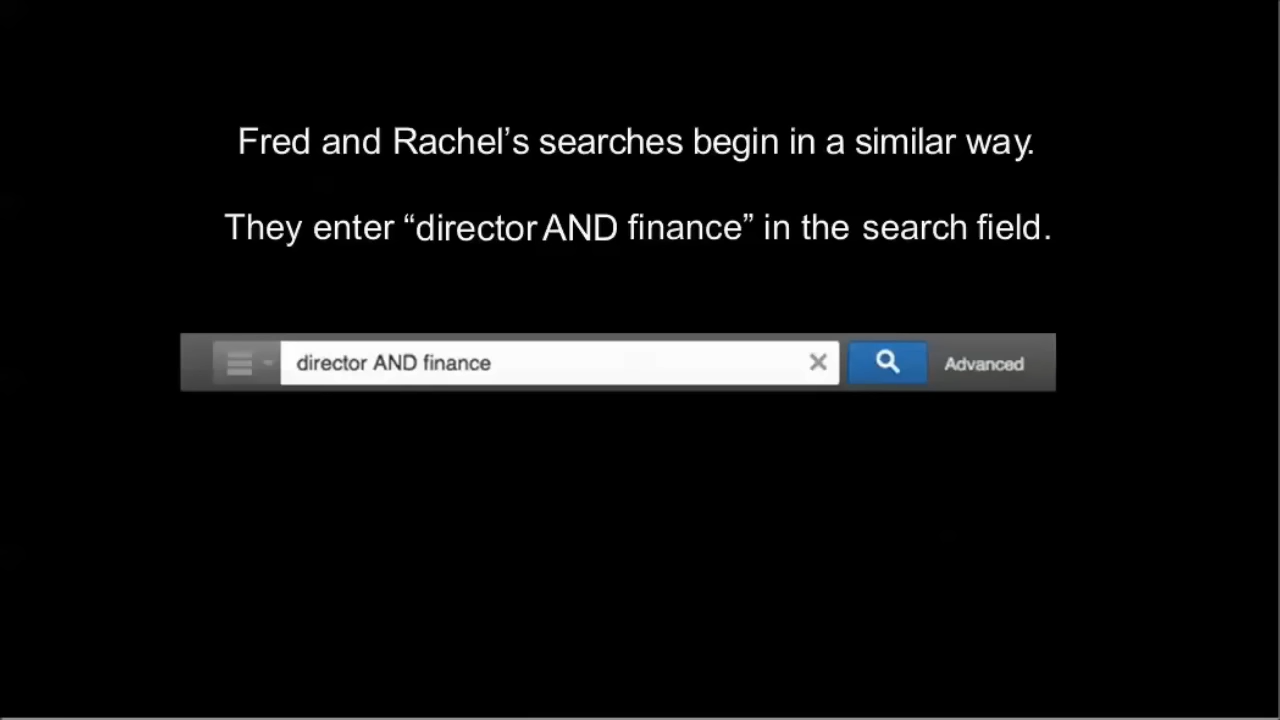 Fred and Rachel’s searches begin in a similar way.
They enter “director AND finance” in the search field.
director AND finance
Advanced